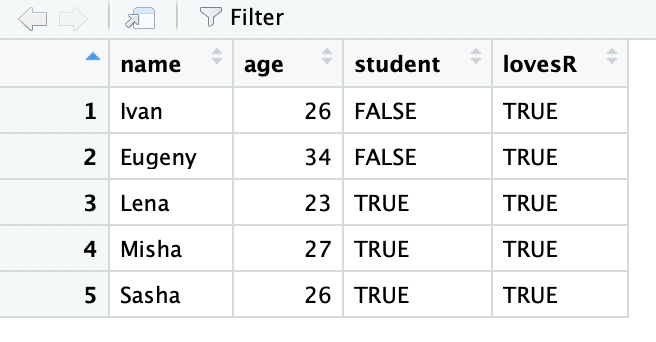 Filter
name age student lovesR
1 Ivan 26 FALSE TRUE
2 Eugeny 34 FALSE TRUE
3 Lena 23 TRUE TRUE
4 Misha 27 TRUE TRUE
5 Sasha 26 TRUE TRUE